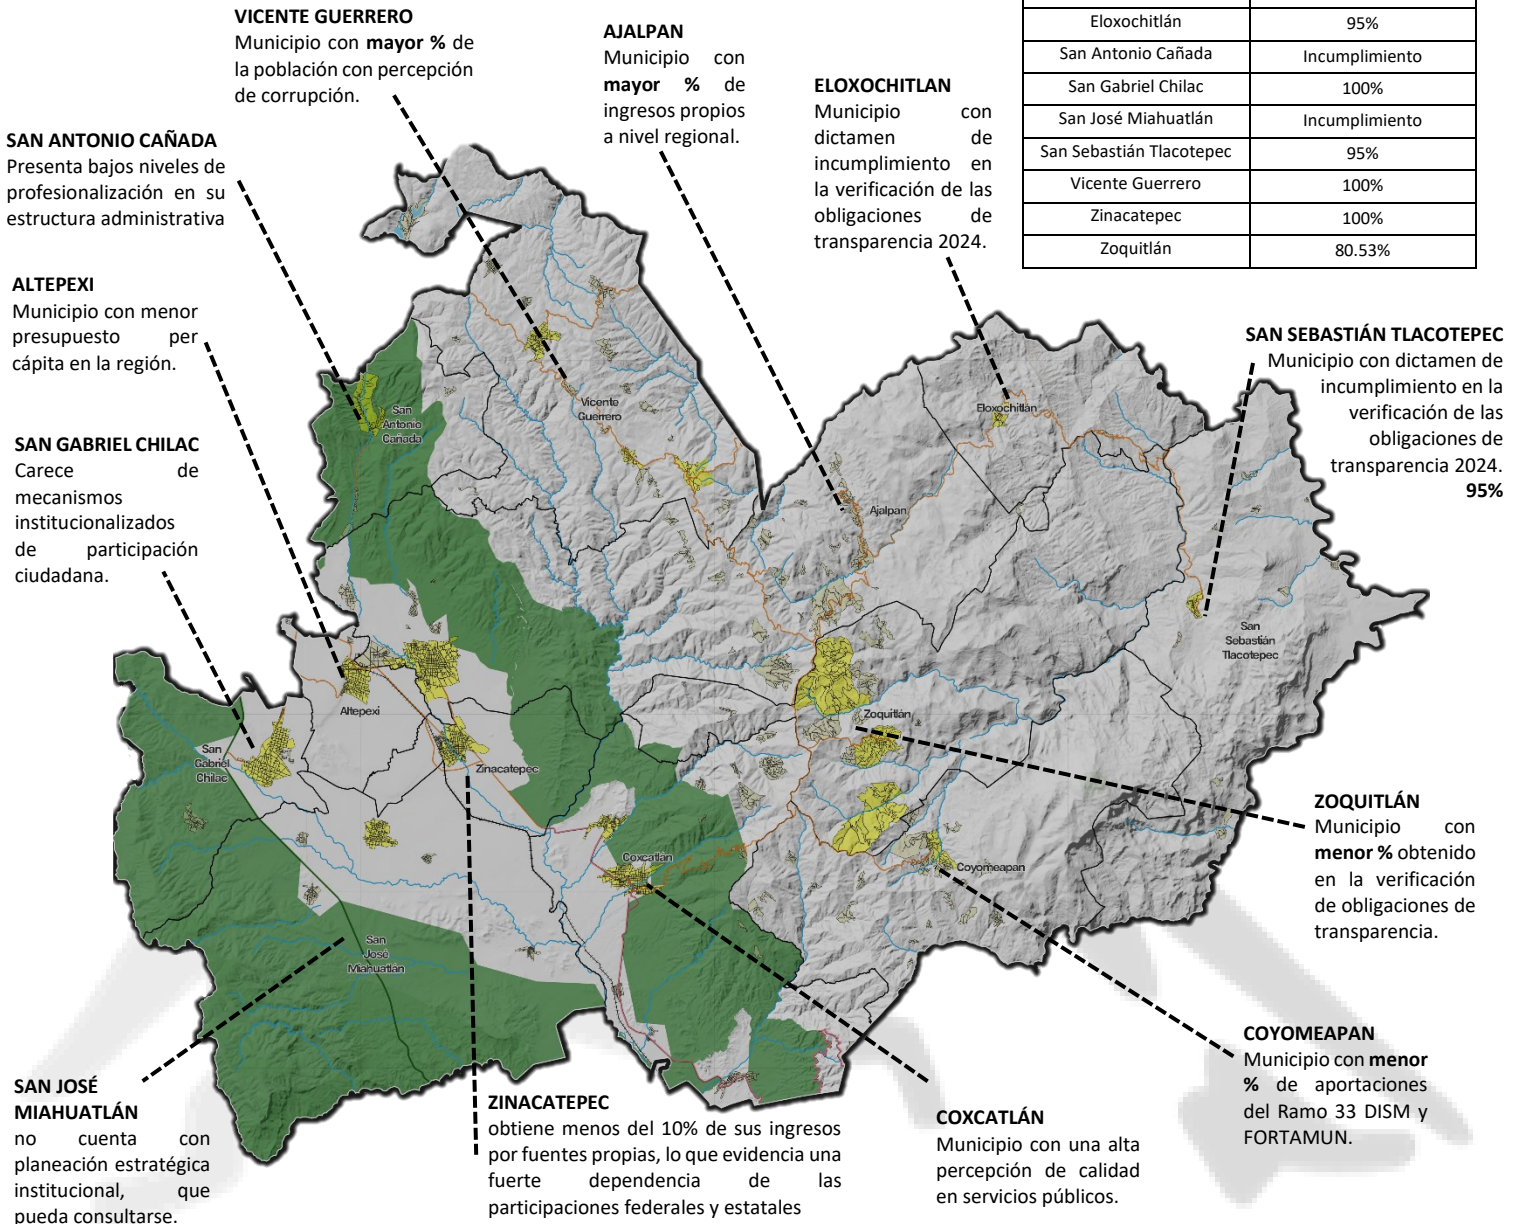 VICENTE GUERRERO
Municipio con mayor % de
la población con percepción
de corrupción.
AJALPAN
Municipio con
mayor % de
ingresos propios
a nivel regional.
ELOXOCHITLAN
Municipio con
dictamen de
incumplimiento en
la verificación de las
obligaciones de
transparencia 2024.
Eloxochitlán 95%
San Antonio Cañada Incumplimiento
San Gabriel Chilac 100%
San José Miahuatlán Incumplimiento
San Sebastián Tlacotepec 95%
Vicente Guerrero 100%
Zinacatepec 100%
Zoquitlán 80.53%
SAN ANTONIO CAÑADA
Presenta bajos niveles de
profesionalización en su
estructura administrativa
ALTEPEXI
Municipio con menor
presupuesto per
cápita en la región.
SAN GABRIEL CHILAC
Carece de
mecanismos
institucionalizados
de participación
ciudadana.
SAN SEBASTIÁN TLACOTEPEC
Municipio con dictamen de
incumplimiento en la
verificación de las
obligaciones de
transparencia 2024.
95%
San
Antonio
Cañada
Vicente
Guerrero
Eloxochitlán
Ajalpan
San
Sebastián
Tlacotepec
Altepexi
Zoquitlán
San
Gabriel
Chilac
Zinacatepec
Coxcatlán
Coyomeapan
San
José
Miahuatlán
ZOQUITLÁN
Municipio con
menor % obtenido
en la verificación
de obligaciones de
transparencia.
COYOMEAPAN
Municipio con menor
% de aportaciones
del Ramo 33 DISM y
FORTAMUN.
SAN JOSÉ
MIAHUATLÁN
no cuenta con
planeación estratégica
institucional, que
pueda consultarse.
ZINACATEPEC
obtiene menos del 10% de sus ingresos
por fuentes propias, lo que evidencia una
fuerte dependencia de las
participaciones federales y estatales
COXCATLÁN
Municipio con una alta
percepción de calidad
en servicios públicos.